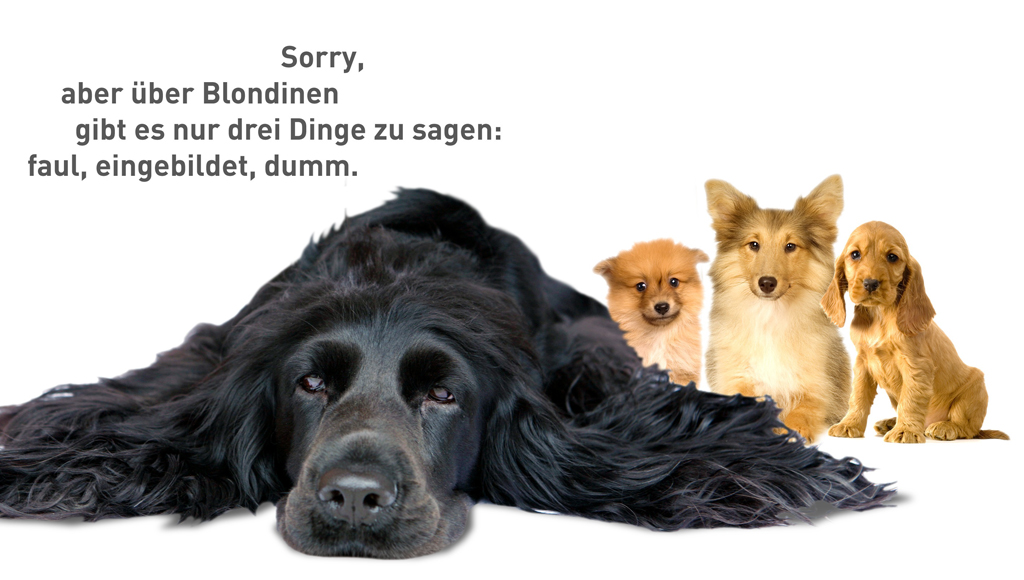 Sorry,
aber über Blondinen
gibt es nur drei Dinge zu sagen:
faul, eingebildet, dumm.